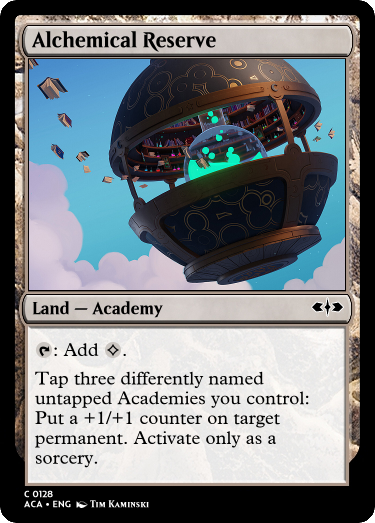 Alchemical Reserve
Land — Academy
: Add .
Tap three differently named
untapped Academies you control:
Put a +1/+1 counter on target
permanent. Activate only as a
sorcery.
C 0128
ACA • ENG Tim Kaminski